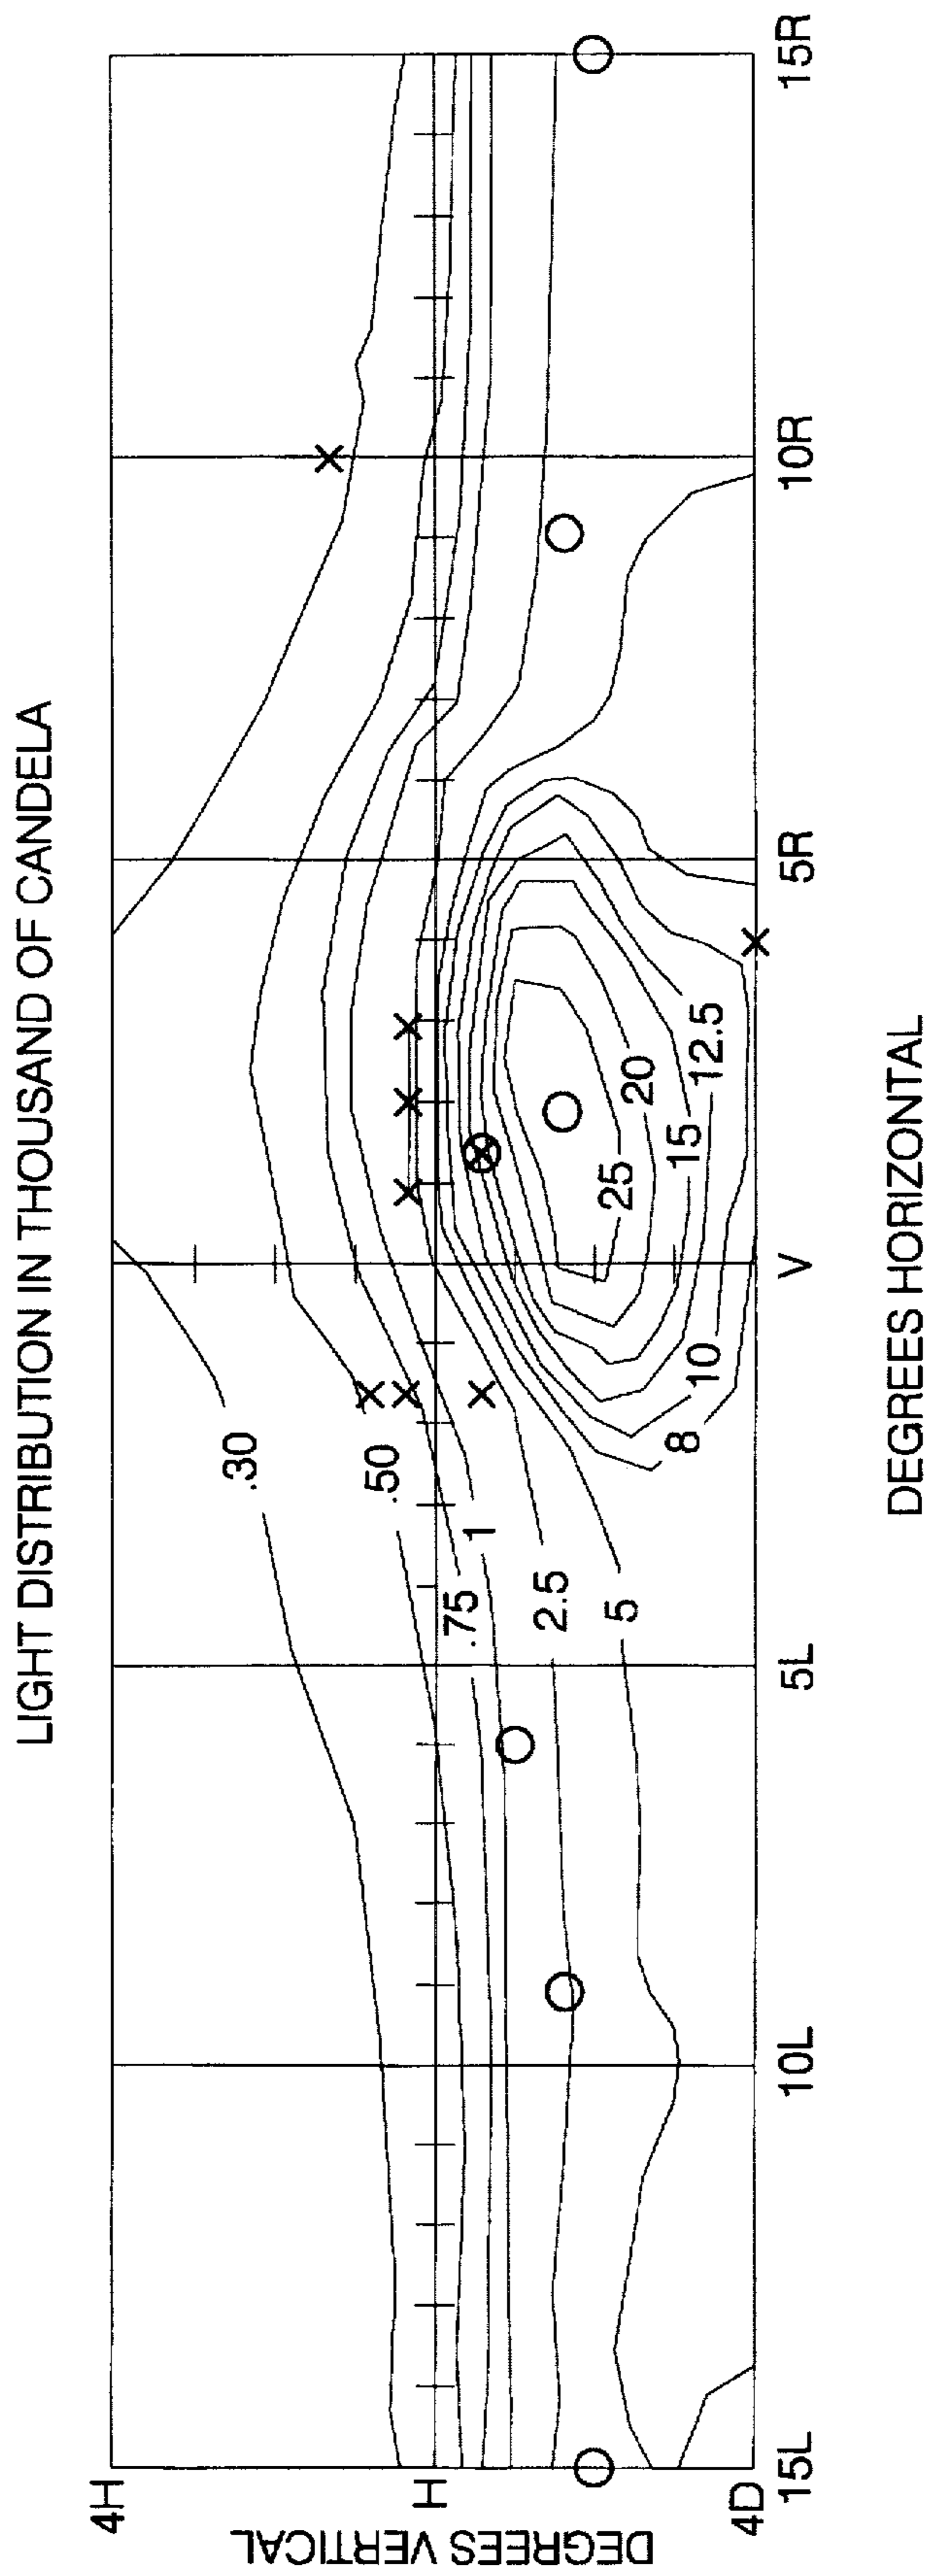 LIGHT DISTRIBUTION IN THOUSAND OF CANDELA
4H
H
4D
DEGREES VERTICAL
.30
.50
.75
1
2.5
5
8
10
12.5
15
20
25
15L
10L
5L
V
5R
10R
15R
DEGREES HORIZONTAL